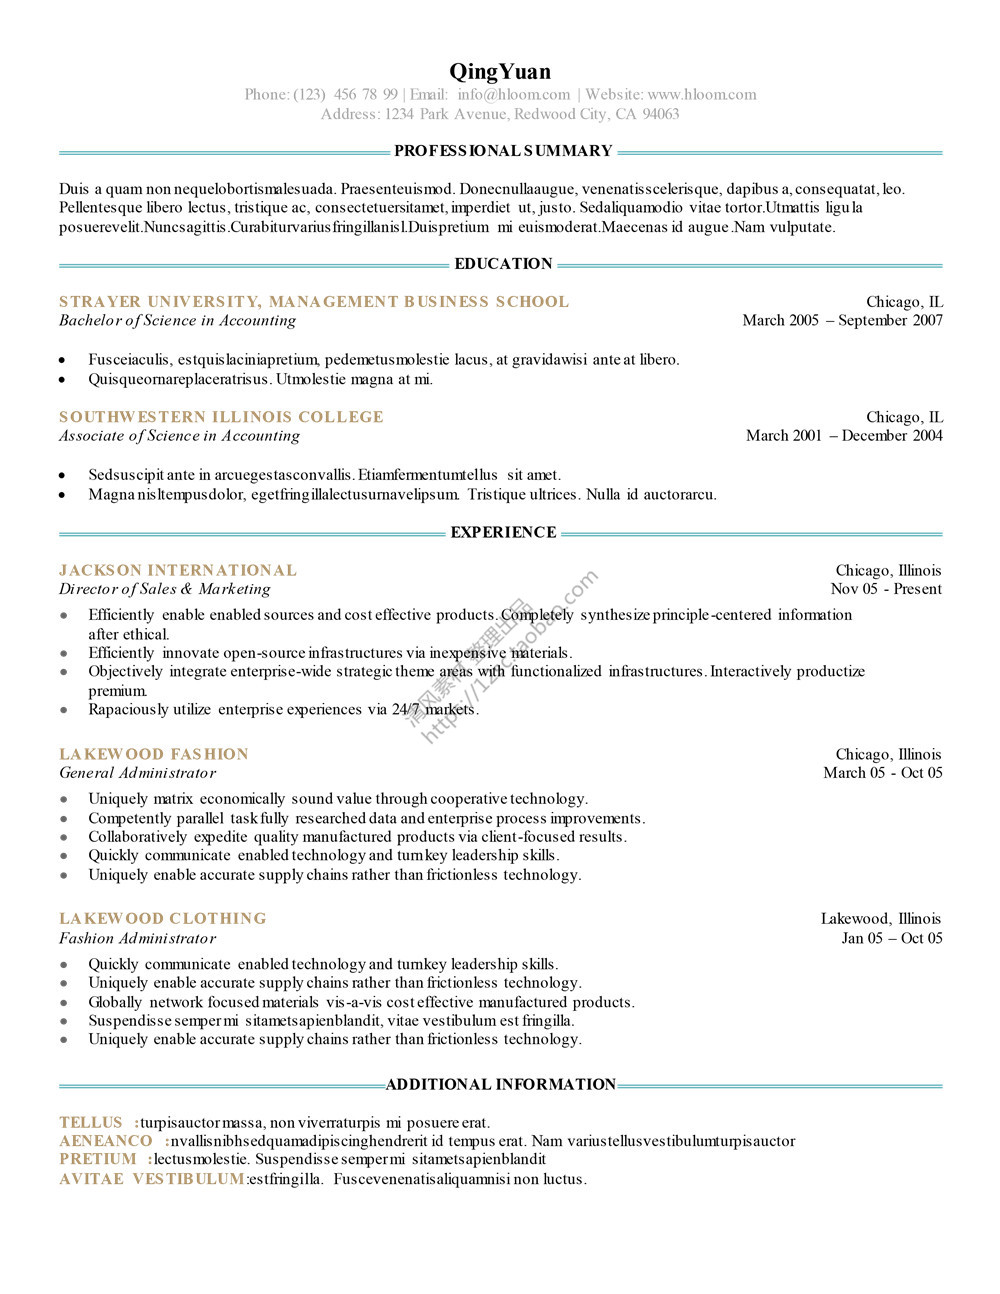 QingYuan
Phone: (123) 456 78 99 | Email: info@hloom.com | Website: www.hloom.com
Address: 1234 Park Avenue, Redwood City, CA 94063
PROFESSIONAL SUMMARY
Duis a quam non nequelobortismalesuada. Praesenteuismod. Donecnullaaugue, venenatisscelerisque, dapibus a, consequatat, leo.
Pellentesque libero lectus, tristique ac, consectetuersitamet, imperdiet ut, justo. Sedaliquamodio vitae tortor.Utmattis ligula
posuerevelit.Nuncsagittis.Curabiturvariusfringillanisl.Duispretium mi euismoderat.Maecenas id augue.Nam vulputate.
EDUCATION
STRAYER UNIVERSITY, MANAGEMENT BUSINESS SCHOOL Chicago, IL
Bachelor of Science in Accounting March 2005 – September 2007
• Fusceiaculis, estquislaciniapretium, pedemetusmolestie lacus, at gravidawisi ante at libero.
• Quisqueornareplaceratrisus. Utmolestie magna at mi.
SOUTHWESTERN ILLINOIS COLLEGE Chicago, IL
Associate of Science in Accounting March 2001 – December 2004
• Sedsuscipit ante in arcuegestasconvallis. Etiamfermentumtellus sit amet.
• Magna nisltempusdolor, egetfringillalectusurnavelipsum. Tristique ultrices. Nulla id auctorarcu.
EXPERIENCE
JACKSON INTERNATIONAL Chicago, Illinois
Director of Sales & Marketing Nov 05 - Present
• Efficiently enable enabled sources and cost effective products. Completely synthesize principle-centered information
after ethical.
• Efficiently innovate open-source infrastructures via inexpensive materials.
• Objectively integrate enterprise-wide strategic theme areas with functionalized infrastructures. Interactively productize
premium.
• Rapaciously utilize enterprise experiences via 24/7 markets.
清风素材 整理出品
https://123c.taobao.com
LAKEWOOD FASHION Chicago, Illinois
General Administrator March 05 - Oct 05
• Uniquely matrix economically sound value through cooperative technology.
• Competently parallel task fully researched data and enterprise process improvements.
• Collaboratively expedite quality manufactured products via client-focused results.
• Quickly communicate enabled technology and turnkey leadership skills.
• Uniquely enable accurate supply chains rather than frictionless technology.
LAKEWOOD CLOTHING Lakewood, Illinois
Fashion Administrator Jan 05 – Oct 05
• Quickly communicate enabled technology and turnkey leadership skills.
• Uniquely enable accurate supply chains rather than frictionless technology.
• Globally network focused materials vis-a-vis cost effective manufactured products.
• Suspendisse semper mi sitametsapienblandit, vitae vestibulum est fringilla.
• Uniquely enable accurate supply chains rather than frictionless technology.
ADDITIONAL INFORMATION
TELLUS :turpisauctor massa, non viverraturpis mi posuere erat.
AENEANCO :nvallisnibhsedquamadipiscinghendrerit id tempus erat. Nam variustellusvestibulumturpisauctor
PRETIUM :lectusmolestie. Suspendisse semper mi sitametsapienblandit
AVITAE VESTIBULUM:estfringilla. Fuscevenenatisaliquamnisi non luctus.